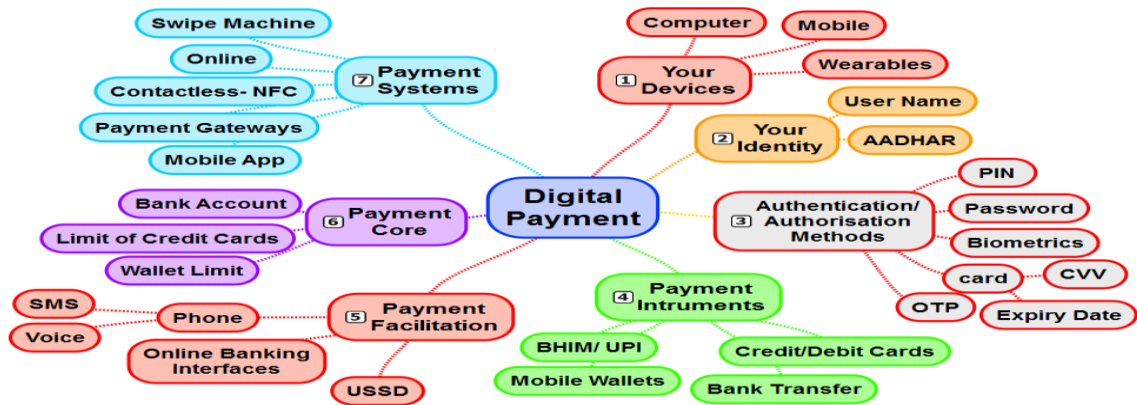 Digital
Payment
1
Your
Devices
Computer
Mobile
Wearables
2
Your
Identity
User Name
AADHAR
3
Authentication/
Authorisation
Methods
PIN
Password
Biometrics
card
CVV
Expiry Date
OTP
4
Payment
Intruments
BHIM/ UPI
Mobile Wallets
Credit/Debit Cards
Bank Transfer
5
Payment
Facilitation
Phone
SMS
Voice
Online Banking
Interfaces
USSD
6
Payment
Core
Bank Account
Limit of Credit Cards
Wallet Limit
7
Payment
Systems
Swipe Machine
Online
Contactless- NFC
Payment Gateways
Mobile App